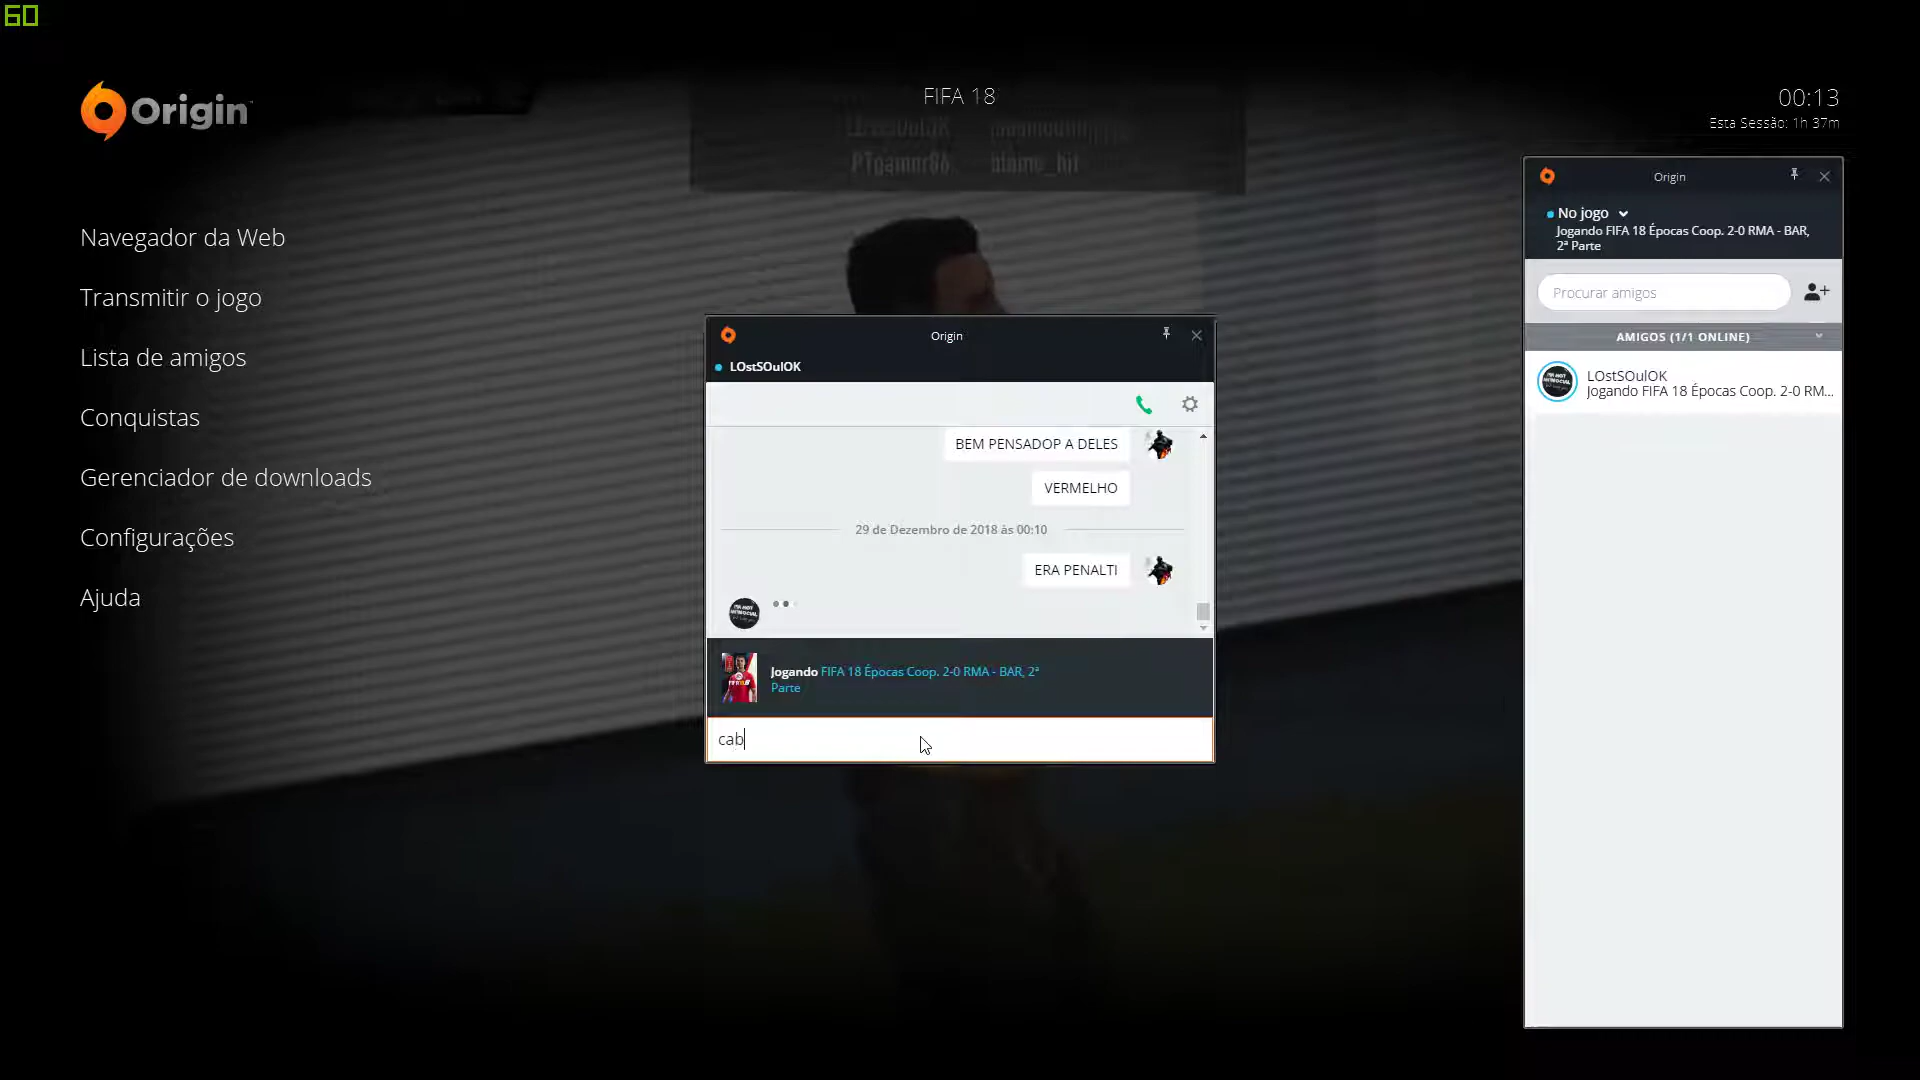 60
Origin
FIFA 18
00:13
Esta Sessão: 1h 37m
PTgamor86
Navegador da Web
Transmitir o jogo
Lista de amigos
Conquistas
Gerenciador de downloads
Configurações
Ajuda
Origin
LOstSOulOK
BEM PENSADOP A DELES
VERMELHO
29 de Dezembro de 2018 às 00:10
ERA PENALTI
Jogando FIFA 18 Épocas Coop. 2-0 RMA - BAR, 2ª
Parte
cab
Origin
No jogo
Jogando FIFA 18 Épocas Coop. 2-0 RMA - BAR,
2ª Parte
Procurar amigos
AMIGOS (1/1 ONLINE)
LOstSOulOK
Jogando FIFA 18 Épocas Coop. 2-0 RM...